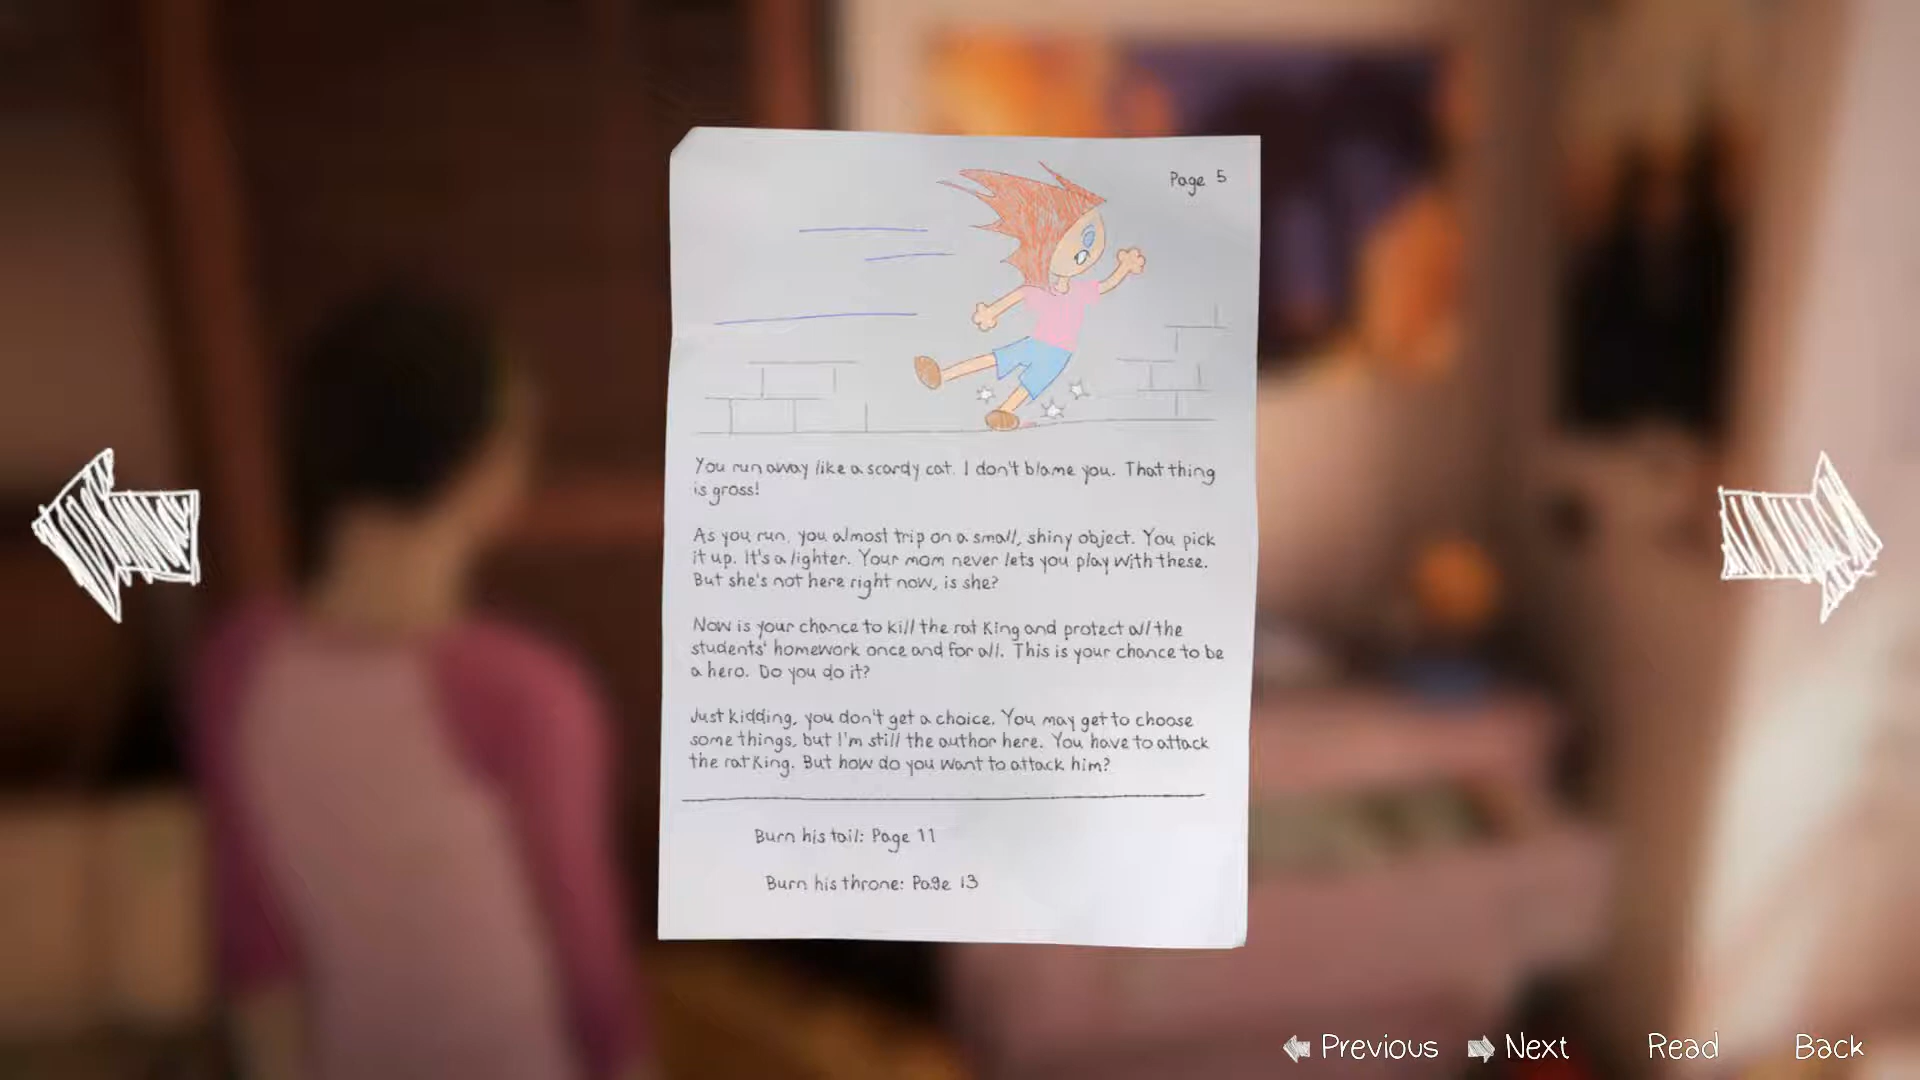 Page 5
You run away like a scardy cat. I don't blame you. That thing
is gross!
As you run, you almost trip on a small, shiny object. You pick
it up. It's a lighter. Your mom never lets you play with these.
But she's not here right now, is she?
Now is your chance to kill the rat King and protect all the
students' homework once and for all. This is your chance to be
a hero. Do you do it?
Just kidding, you don't get a choice. You may get to choose
some things, but I'm still the author here. You have to attack
the rat King. But how do you want to attack him?
Burn his tail: Page 11
Burn his throne: Page 13
Previous Next Read Back